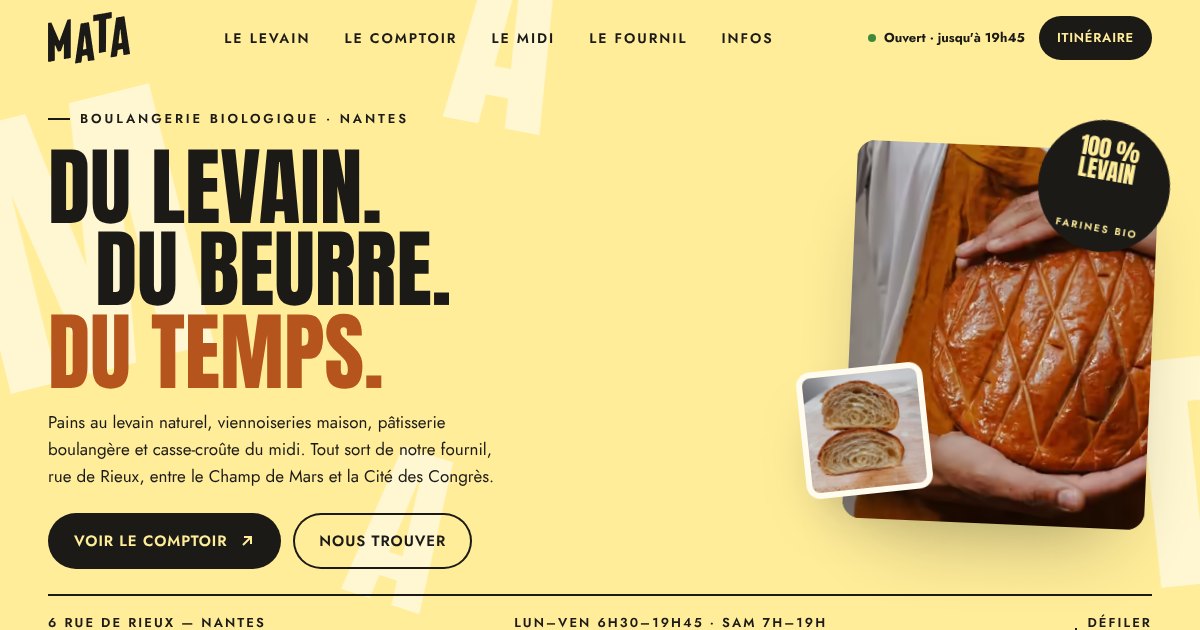 MATA
LE LEVAIN
LE COMPTOIR
LE MIDI
LE FOURNIL
INFOS
Ouvert · jusqu'à 19h45
ITINÉRAIRE
BOULANGERIE BIOLOGIQUE · NANTES
DU LEVAIN.
DU BEURRE.
DU TEMPS.
Pains au levain naturel, viennoiseries maison, pâtisserie
boulangère et casse-croûte du midi. Tout sort de notre fournil,
rue de Rieux, entre le Champ de Mars et la Cité des Congrès.
VOIR LE COMPTOIR
NOUS TROUVER
100 %
LEVAIN
FARINES BIO
6 RUE DE RIEUX — NANTES
LUN–VEN 6H30–19H45 · SAM 7H–19H
DÉFILER